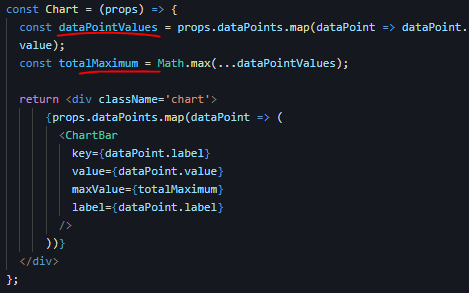 const Chart = (props) => {
  const dataPointValues = props.dataPoints.map(dataPoint => dataPoint.
  value);
  const totalMaximum = Math.max(...dataPointValues);

  return <div className='chart'>
      {props.dataPoints.map(dataPoint => (
        <ChartBar
          key={dataPoint.label}
          value={dataPoint.value}
          maxValue={totalMaximum}
          label={dataPoint.label}
        />
      ))}
  </div>
};